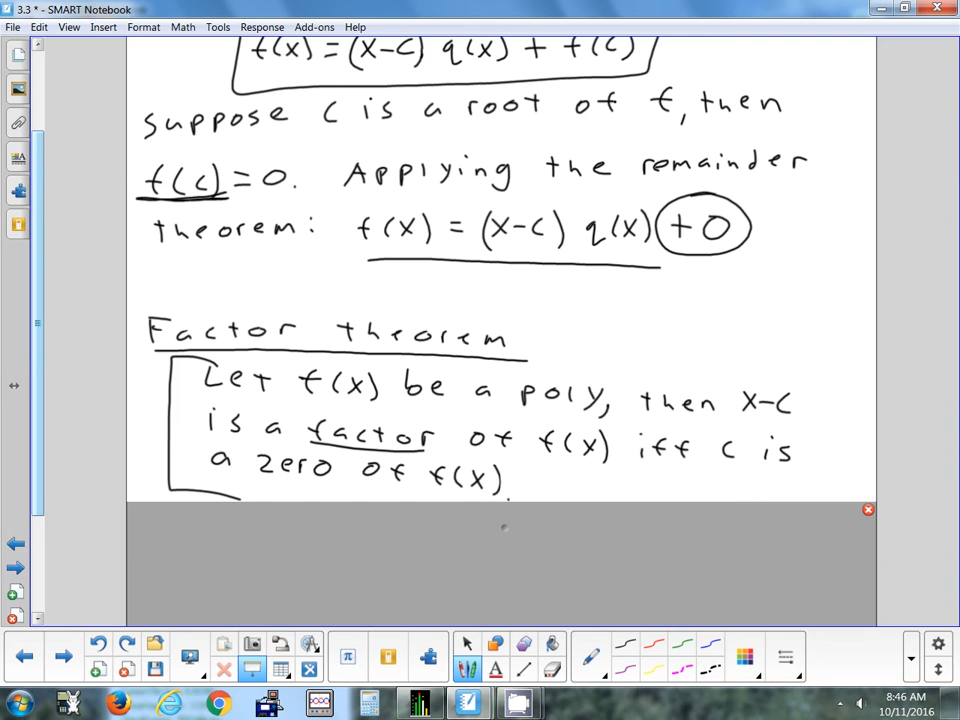 3.3 * - SMART Notebook
File Edit View Insert Format Math Tools Response Help
f(x) = (x-c) q(x) + f(c)
suppose c is a root of f, then
f(c) = 0. Applying the remainder
theorem: f(x) = (x-c) q(x) + 0
Factor theorem
Let f(x) be a poly, then x-c
is a factor of f(x) iff c is
a zero of f(x).
8:46 AM
10/11/2016